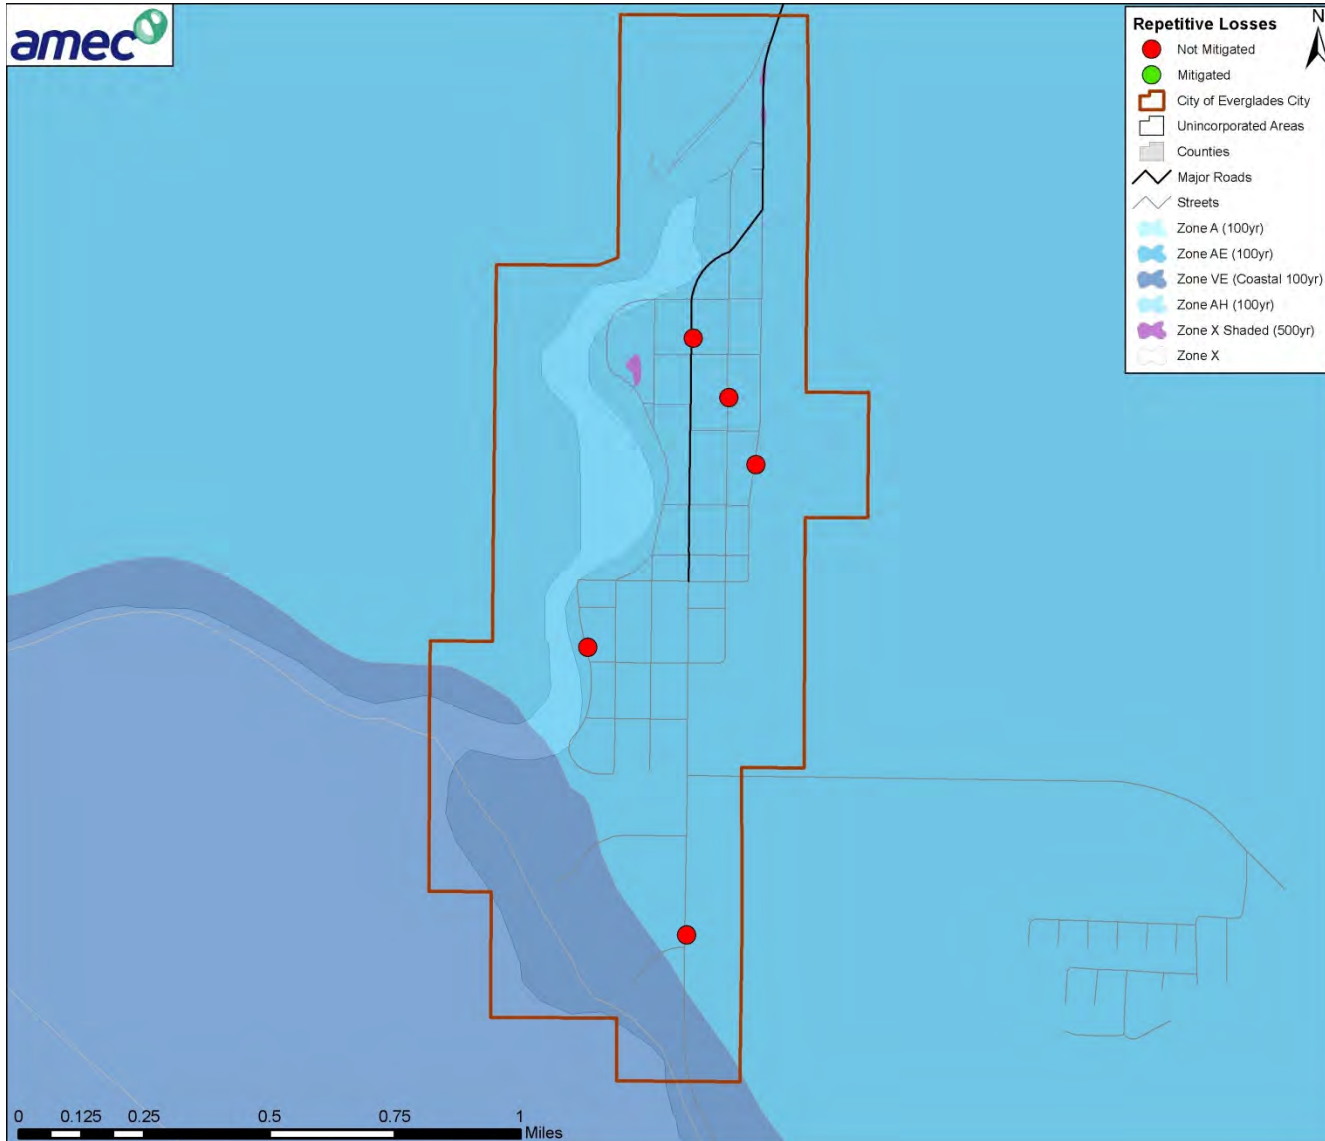 amec
Repetitive Losses
N
Not Mitigated
Mitigated
City of Everglades City
Unincorporated Areas
Counties
Major Roads
Streets
Zone A (100yr)
Zone AE (100yr)
Zone VE (Coastal 100yr)
Zone AH (100yr)
Zone X Shaded (500yr)
Zone X
0 0.125 0.25 0.5 0.75 1
Miles